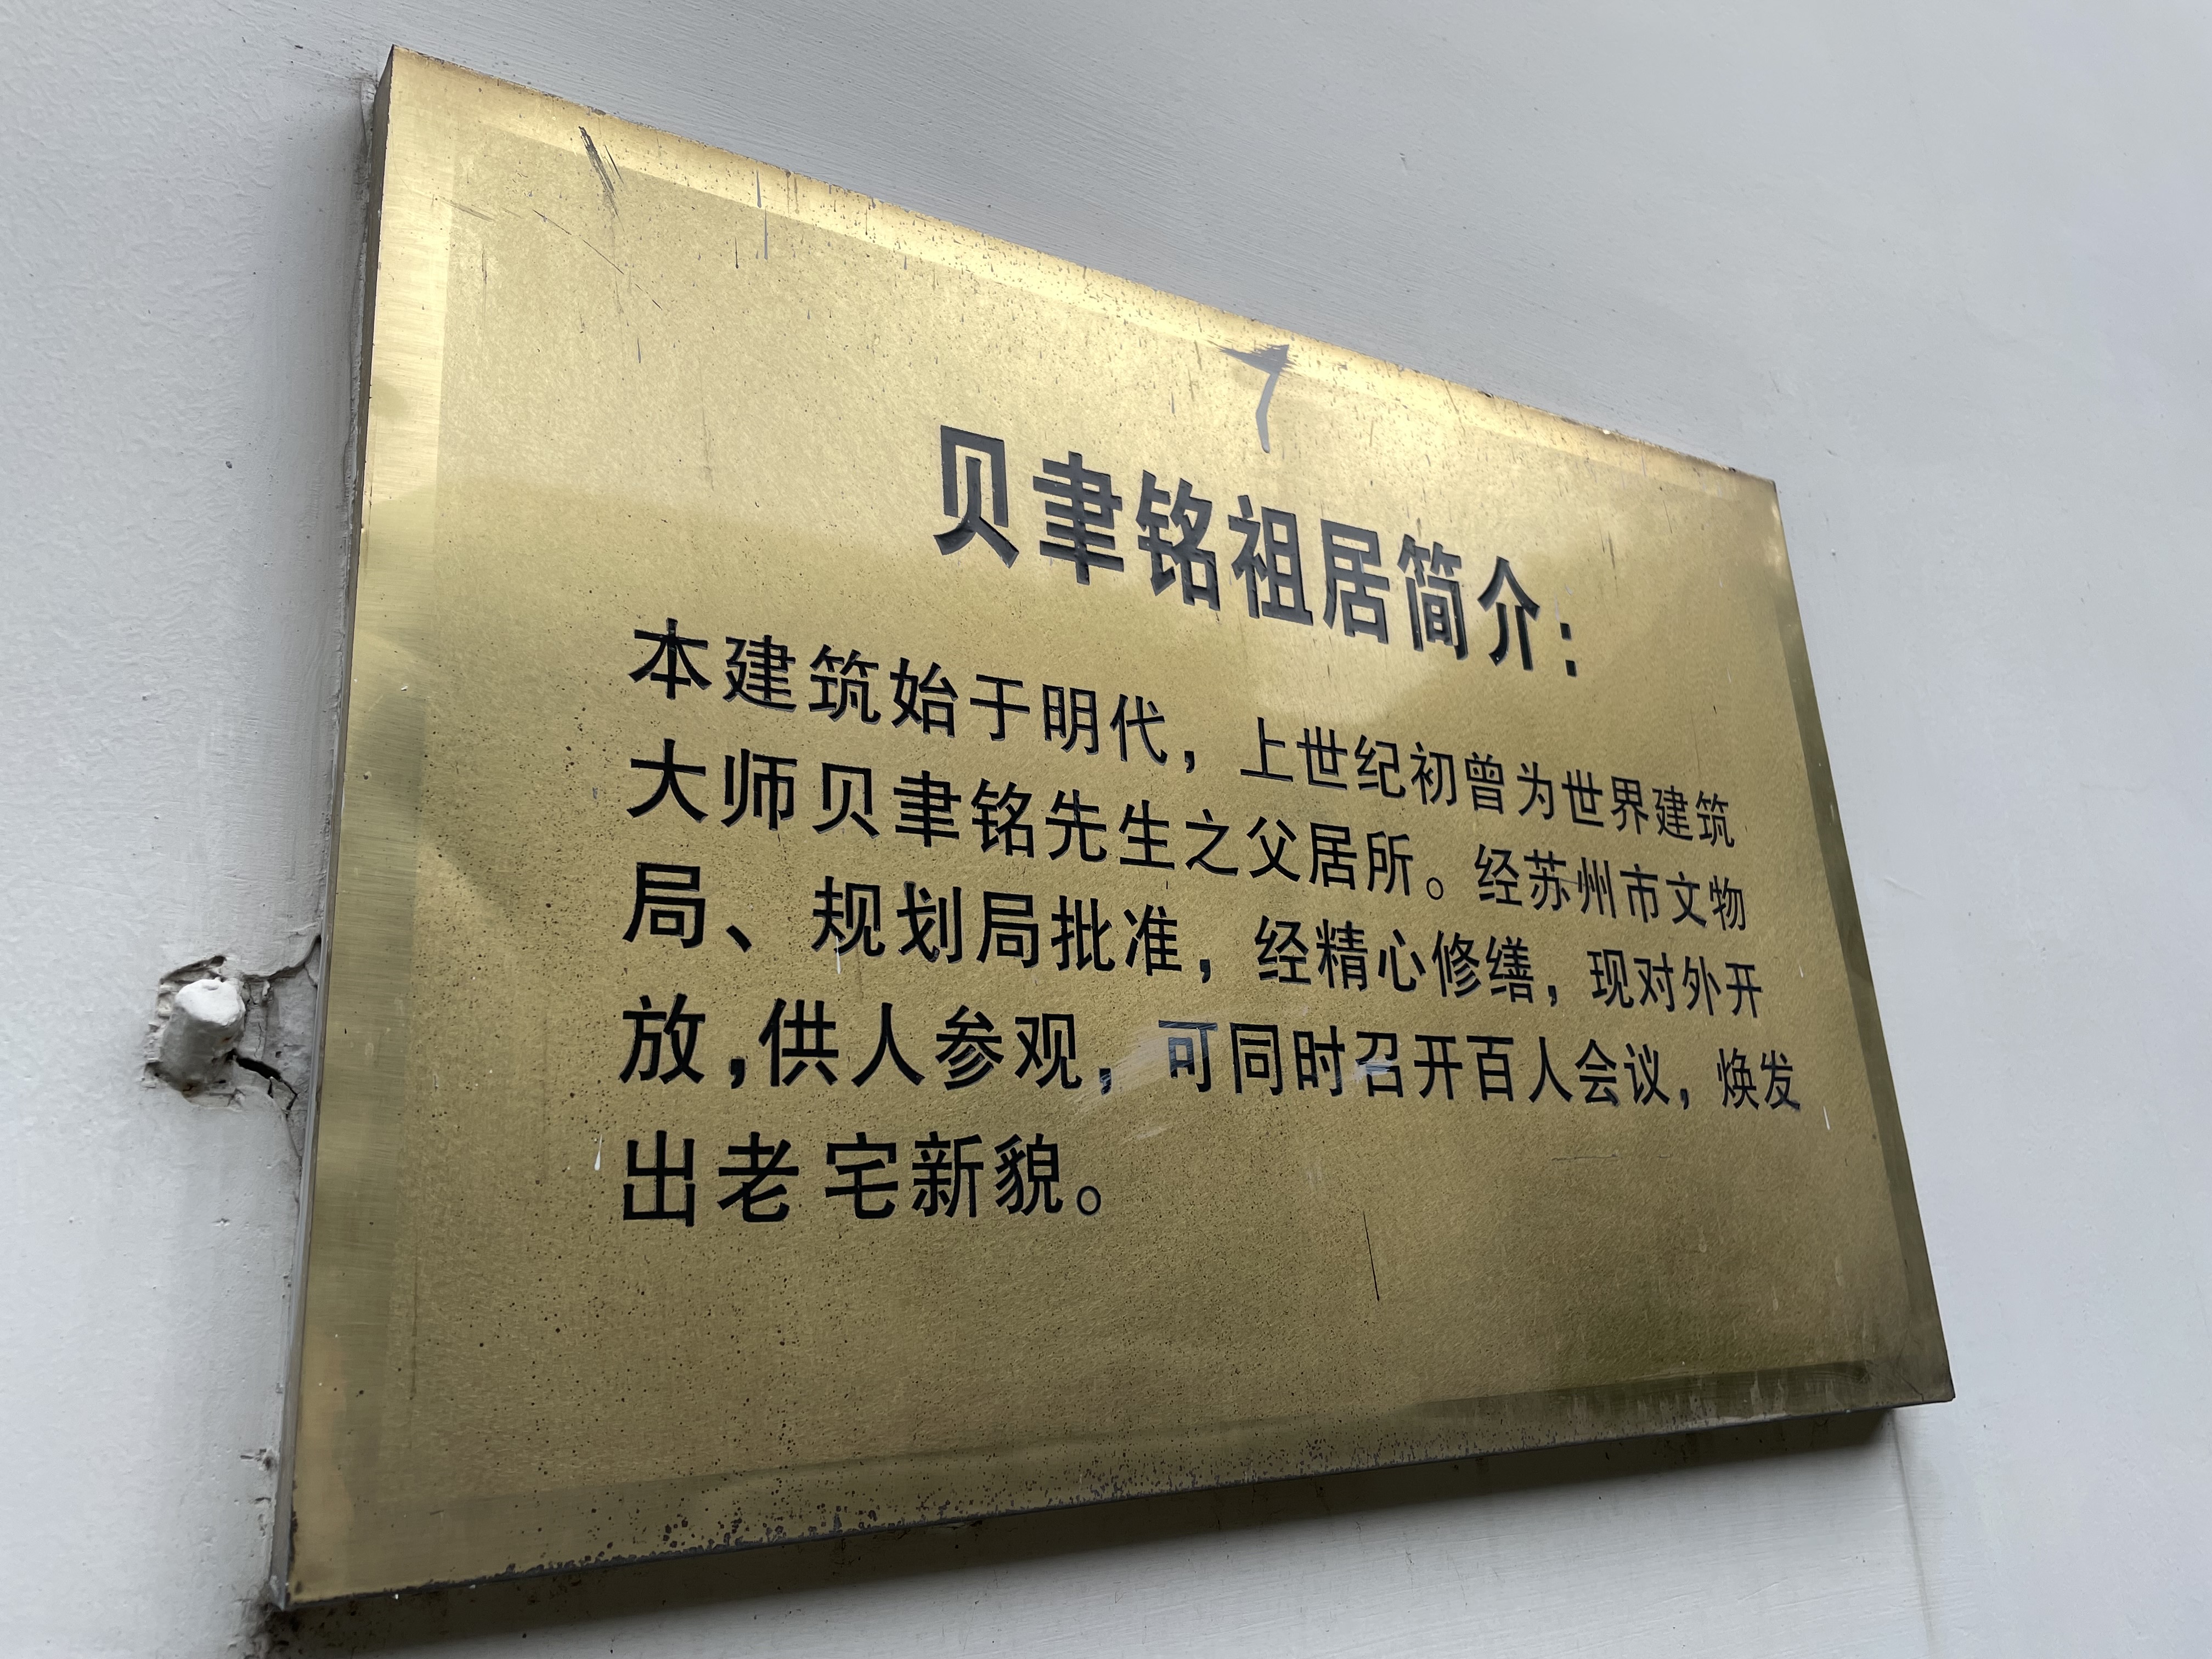 贝聿铭祖居简介：
本建筑始于明代，上世纪初曾为世界建筑
大师贝聿铭先生之父居所。经苏州市文物
局、规划局批准，经精心修缮，现对外开
放，供人参观，可同时召开百人会议，焕发
出老宅新貌。